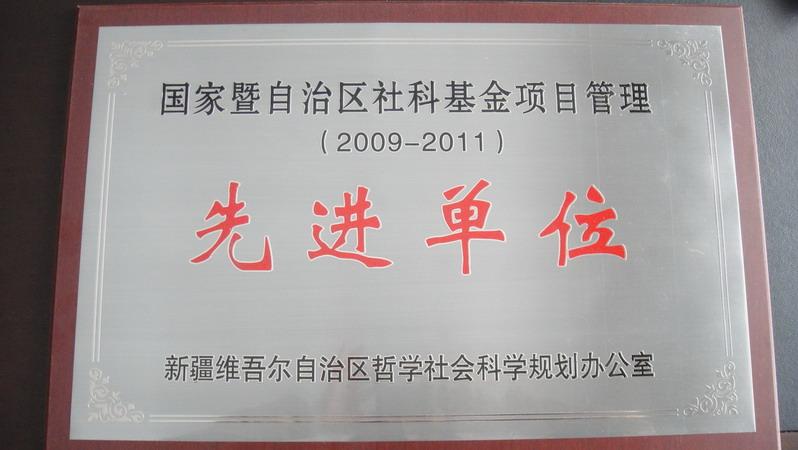 国家暨自治区社科基金项目管理
（2009-2011）
先进单位
新疆维吾尔自治区哲学社会科学规划办公室